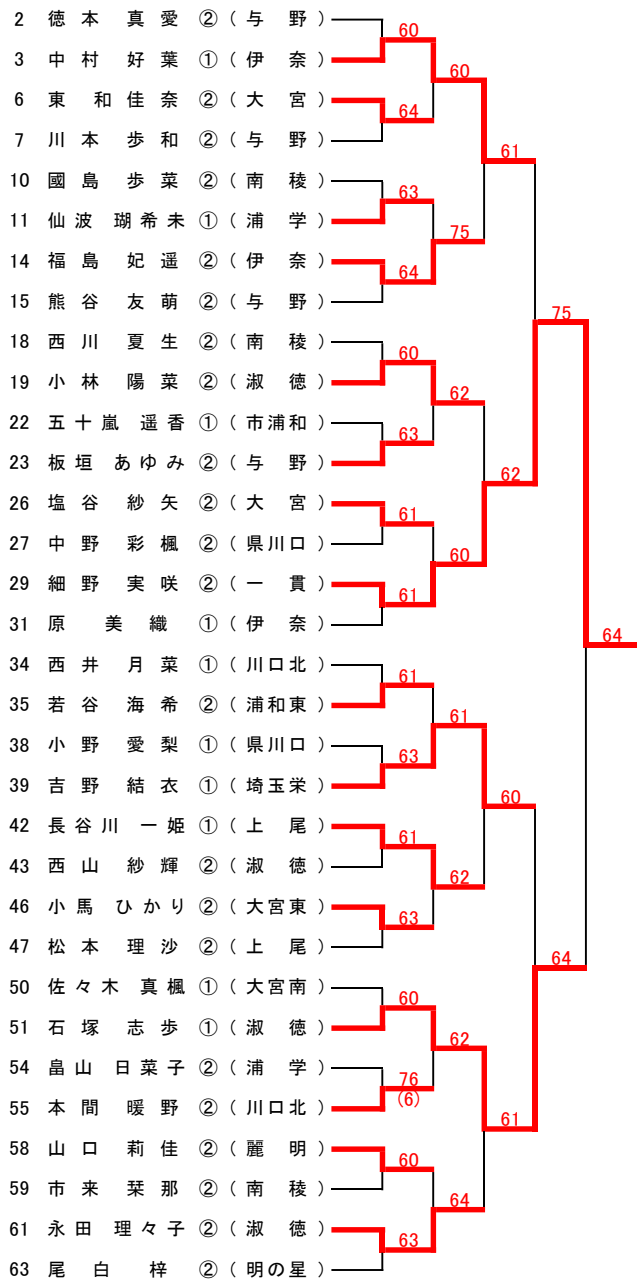 2 徳本 真愛 ② (与野)
60
3 中村 好葉 ① (伊奈)
60
6 東 和佳奈 ② (大宮)
64
7 川本 歩和 ② (与野)
61
10 國島 歩菜 ② (南稜)
63
11 仙波 瑚希未 ① (浦学)
75
14 福島 妃遥 ② (伊奈)
64
15 熊谷 友萌 ② (与野)
75
18 西川 夏生 ② (南稜)
60
19 小林 陽菜 ② (淑徳)
62
22 五十嵐 遥香 ① (市浦和)
63
23 板垣 あゆみ ② (与野)
62
26 塩谷 紗矢 ② (大宮)
61
27 中野 彩楓 ② (県川口)
60
29 細野 実咲 ② (一貫)
61
31 原 美織 ① (伊奈)
64
34 西井 月菜 ① (川口北)
61
35 若谷 海希 ② (浦和東)
61
38 小野 愛梨 ① (県川口)
63
39 吉野 結衣 ① (埼玉栄)
60
42 長谷川 一姫 ① (上尾)
61
43 西山 紗輝 ② (淑徳)
62
46 小馬 ひかり ② (大宮東)
63
47 松本 理沙 ② (上尾)
64
50 佐々木 真楓 ① (大宮南)
60
51 石塚 志歩 ① (淑徳)
62
54 畠山 日菜子 ② (浦学)
76
(6)
55 本間 暖野 ② (川口北)
61
58 山口 莉佳 ② (麗明)
60
59 市来 栞那 ② (南稜)
64
61 永田 理々子 ② (淑徳)
63
63 尾白 梓 ② (明の星)